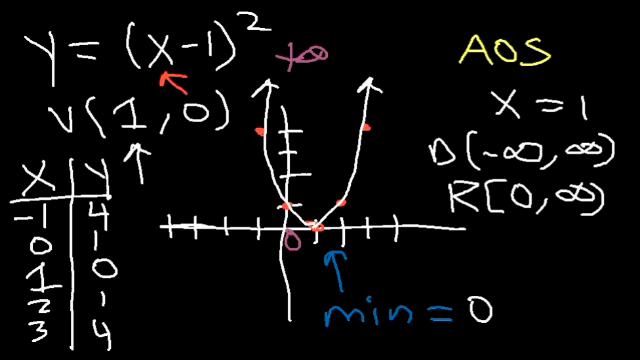 Y = (X-1)²
V(1,0)
X Y
-1 4
0 1
1 0
2 1
3 4
+∞
0
min = 0
AOS
X = 1
D(-∞, ∞)
R[0, ∞)